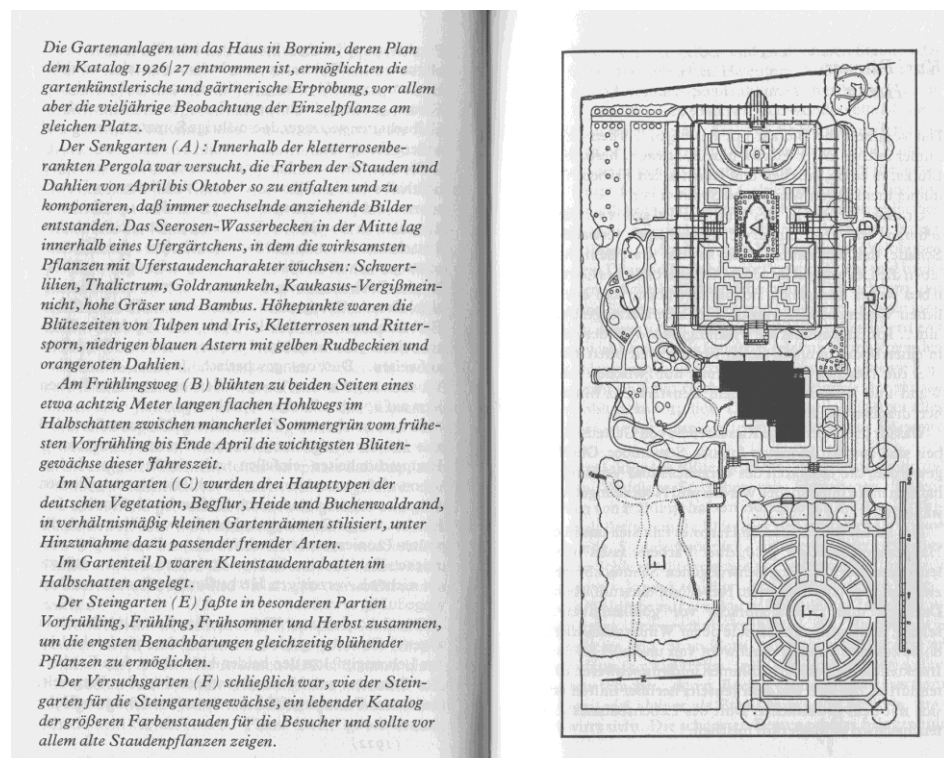 Die Gartenanlagen um das Haus in Bornim, deren Plan
dem Katalog 1926/27 entnommen ist, ermöglichten die
gartenkünstlerische und gärtnerische Erprobung, vor allem
aber die vieljährige Beobachtung der Einzelpflanze am
gleichen Platz.
Der Senkgarten (A): Innerhalb der kletterrosenbe-
rankten Pergola war versucht, die Farben der Stauden und
Dahlien von April bis Oktober so zu entfalten und zu
komponieren, daß immer wechselnde anziehende Bilder
entstanden. Das Seerosen-Wasserbecken in der Mitte lag
innerhalb eines Ufergärtchens, in dem die wirksamsten
Pflanzen mit Uferstaudencharakter wuchsen: Schwert-
lilien, Thalictrum, Goldranunkeln, Kaukasus-Vergißmein-
nicht, hohe Gräser und Bambus. Höhepunkte waren die
Blütezeiten von Tulpen und Iris, Kletterrosen und Ritter-
sporn, niedrigen blauen Astern mit gelben Rudbeckien und
orangeroten Dahlien.
Am Frühlingsweg (B) blühten zu beiden Seiten eines
etwa achtzig Meter langen flachen Hohlwegs im
Halbschatten zwischen mancherlei Sommergrün vom frühe-
sten Vorfrühling bis Ende April die wichtigsten Blüten-
gewächse dieser Jahreszeit.
Im Naturgarten (C) wurden drei Haupttypen der
deutschen Vegetation, Begflur, Heide und Buchenwaldrand,
in verhältnismäßig kleinen Gartenräumen stilisiert, unter
Hinzunahme dazu passender fremder Arten.
Im Gartenteil D waren Kleinstaudenrabatten im
Halbschatten angelegt.
Der Steingarten (E) faßte in besonderen Partien
Vorfrühling, Frühling, Frühsommer und Herbst zusammen,
um die engsten Benachbarungen gleichzeitig blühender
Pflanzen zu ermöglichen.
Der Versuchsgarten (F) schließlich war, wie der Stein-
garten für die Steingartengewächse, ein lebender Katalog
der größeren Farbenstauden für die Besucher und sollte vor
allem alte Staudenpflanzen zeigen.
A
B
C
D
E
F